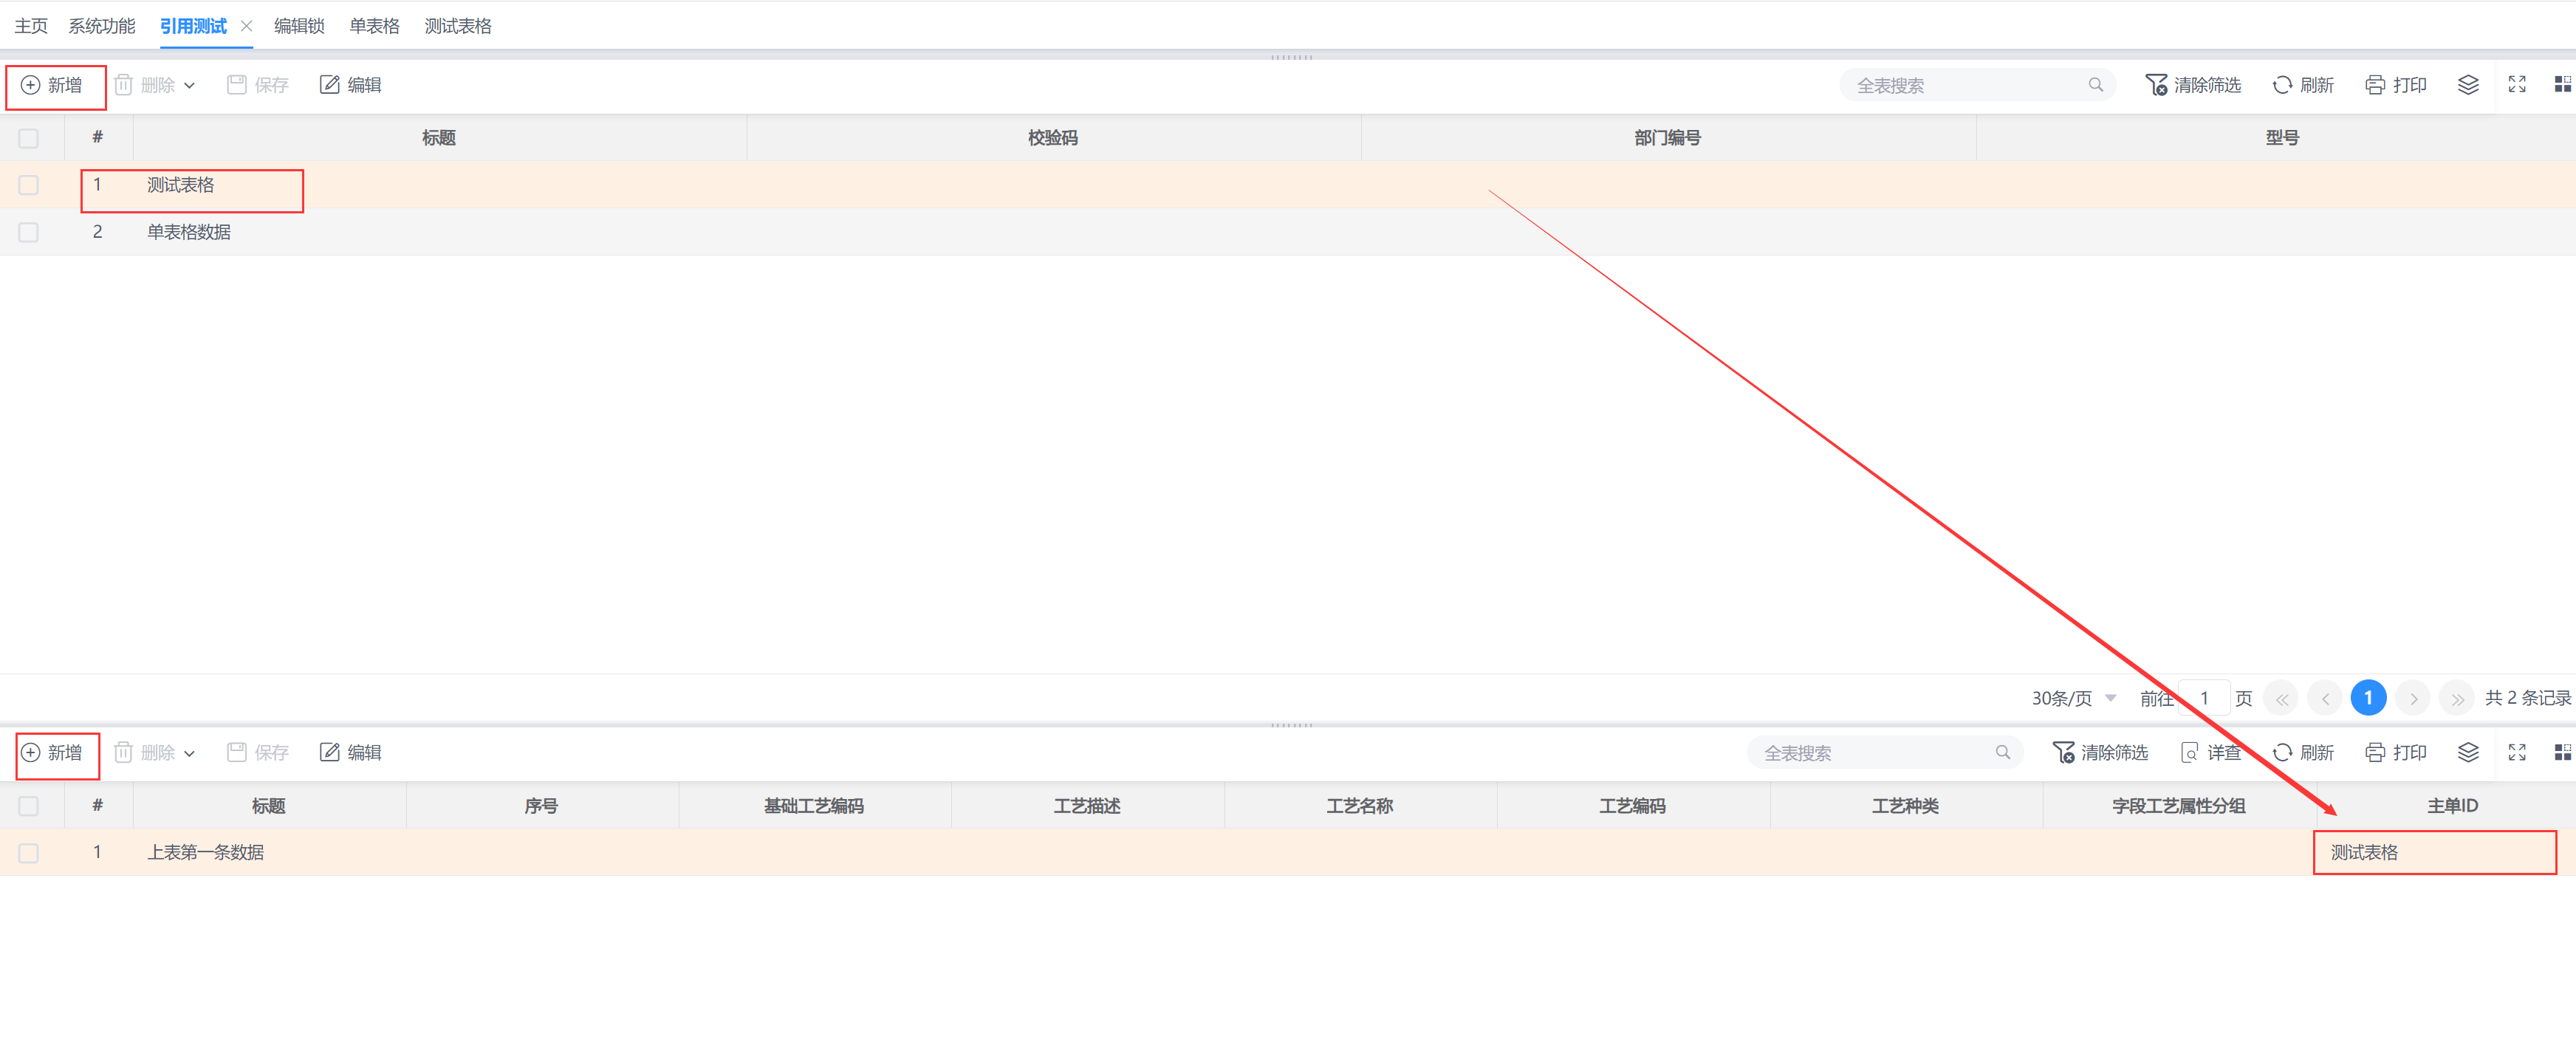 主页 系统功能 引用测试 编辑锁 单表格 测试表格
新增 删除 保存 编辑 全表搜索 清除筛选 刷新 打印
# 标题 校验码 部门编号 型号
1 测试表格
2 单表格数据
30条/页 前往 1 页 1 共 2 条记录
新增 删除 保存 编辑 全表搜索 清除筛选 详查 刷新 打印
# 标题 序号 基础工艺编码 工艺描述 工艺名称 工艺编码 工艺种类 字段工艺属性分组 主单ID
1 上表第一条数据 测试表格